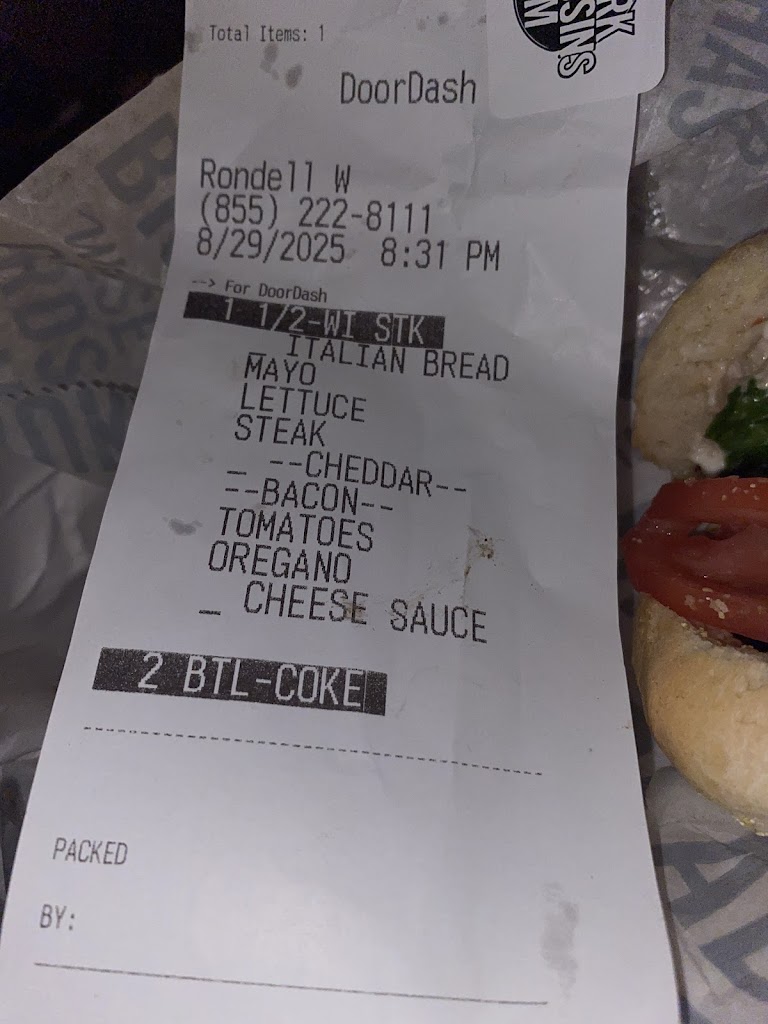 Total Items: 1
DoorDash
Rondell W
(855) 222-8111
8/29/2025 8:31 PM
--> For DoorDash
1 1/2-WI STK
_ ITALIAN BREAD
MAYO
LETTUCE
STEAK
_ --CHEDDAR--
--BACON--
TOMATOES
OREGANO
_ CHEESE SAUCE
2 BTL-COKE
PACKED
BY: